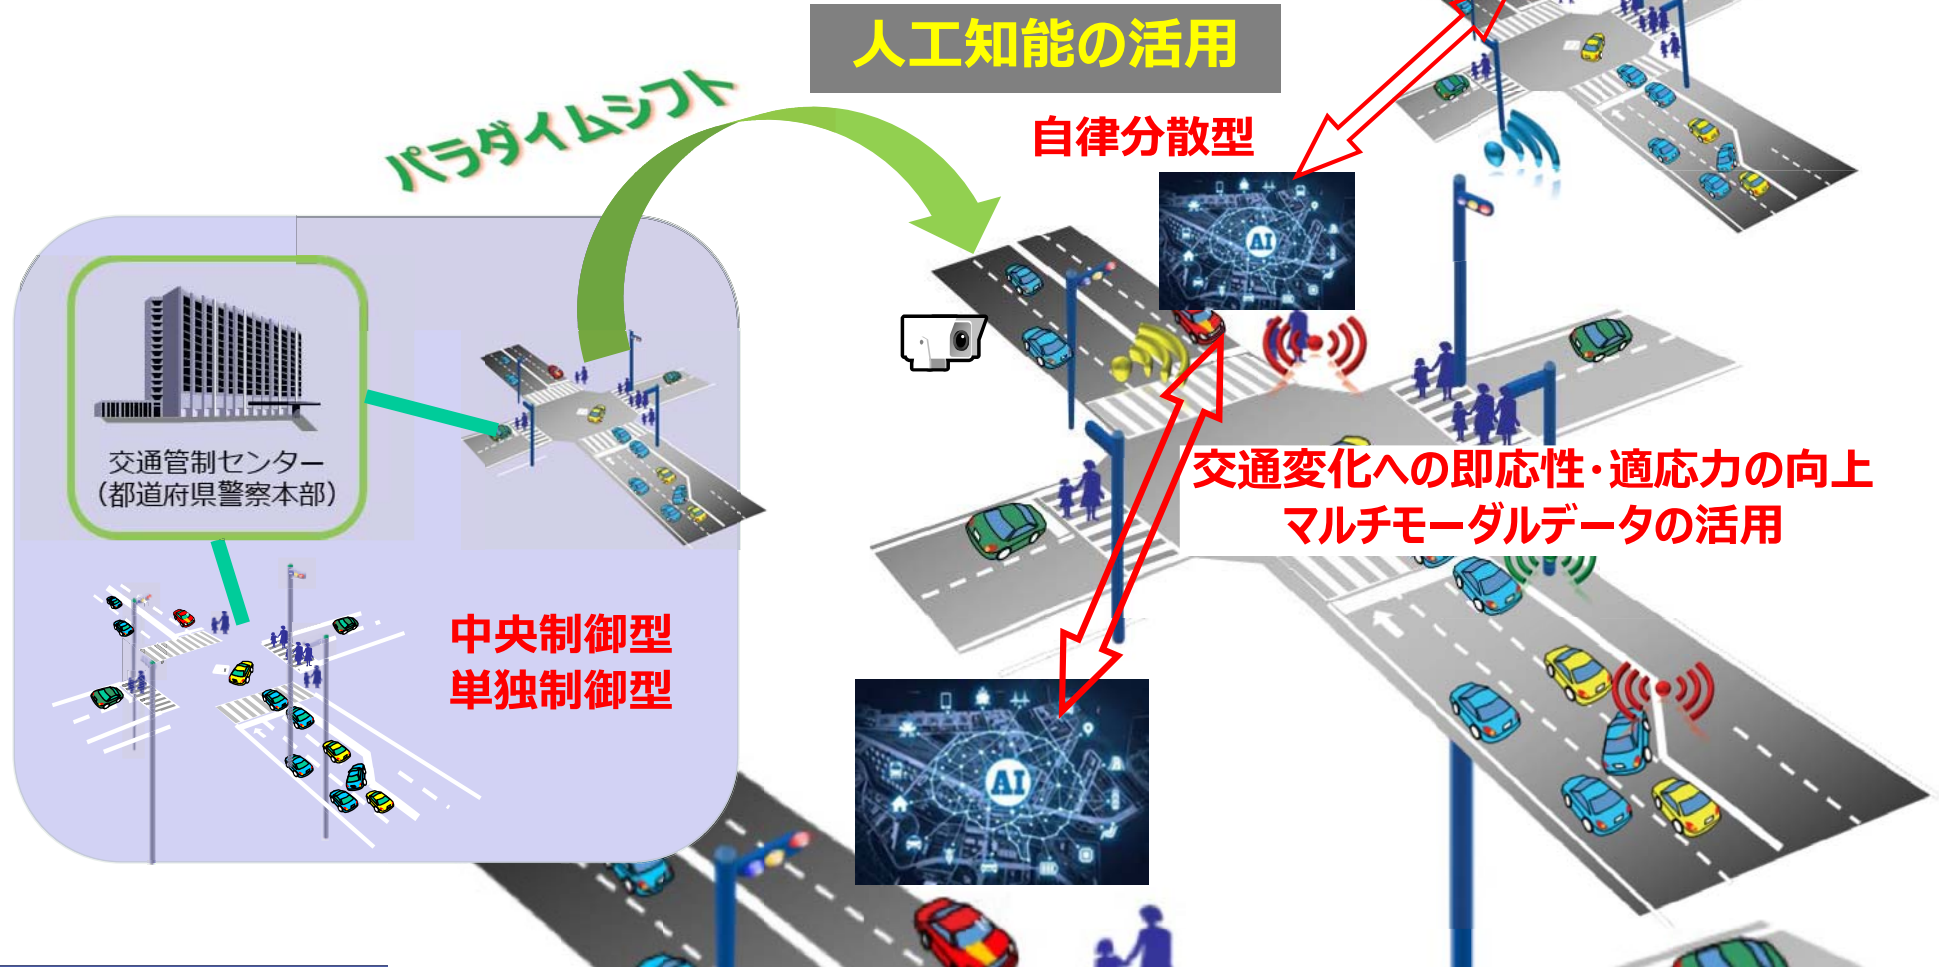 人工知能の活用
パラダイムシフト
自律分散型
AI
交通管制センター
（都道府県警察本部）
交通変化への即応性・適応力の向上
マルチモーダルデータの活用
中央制御型
単独制御型
AI